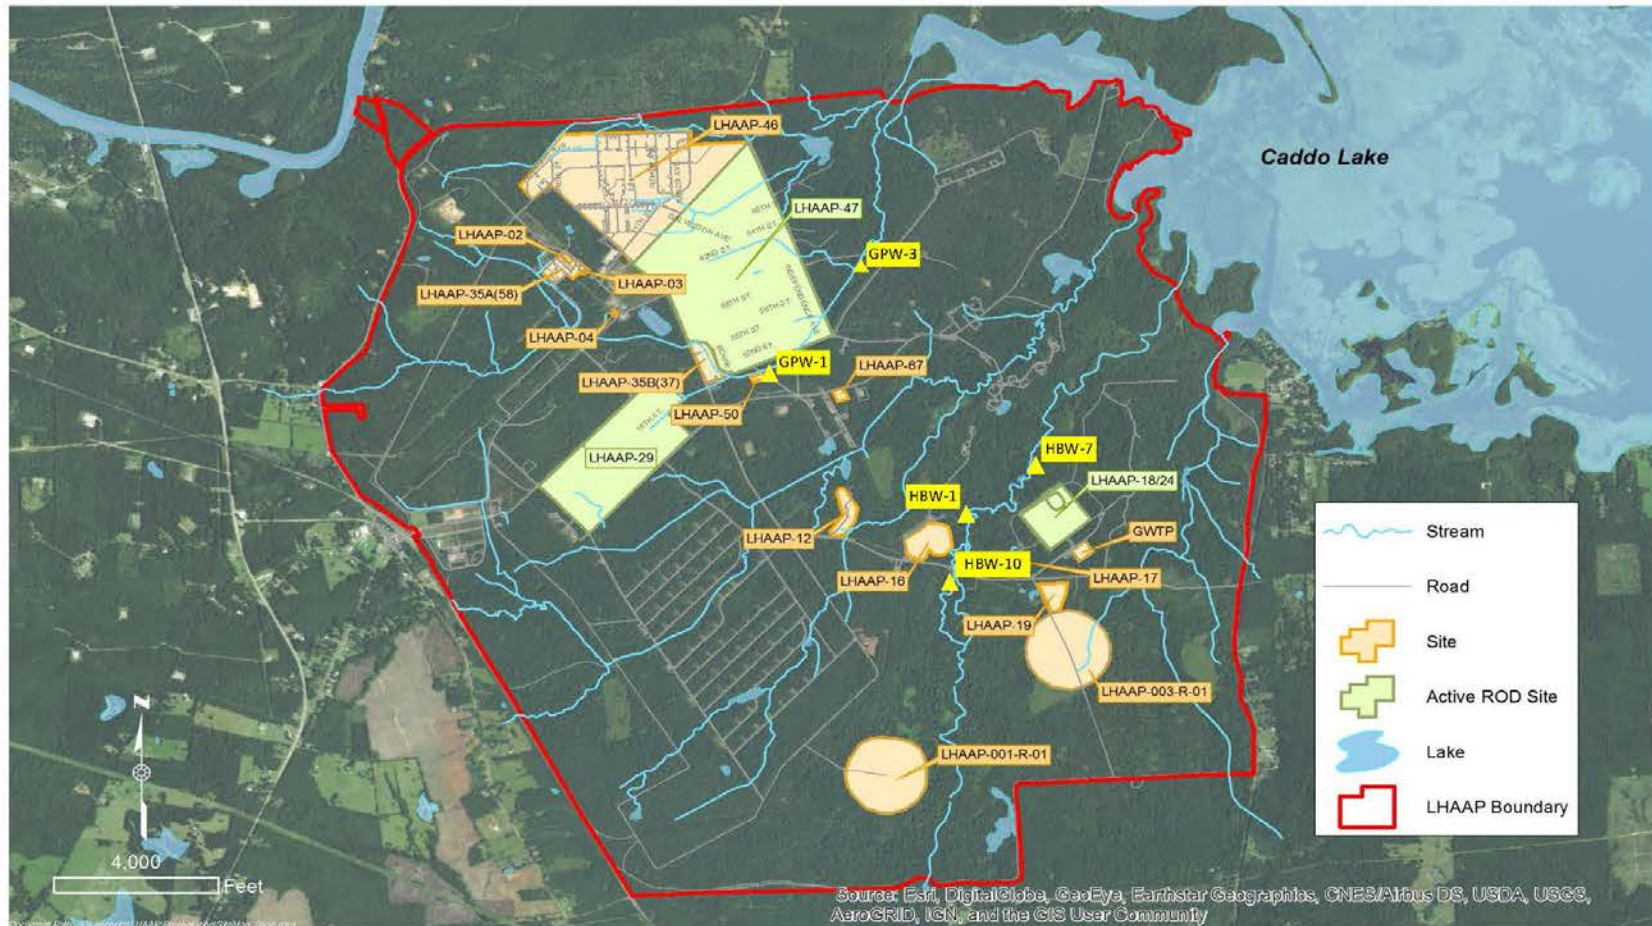 LHAAP-46
Caddo Lake
LHAAP-47
LHAAP-02
GPW-3
LHAAP-03
LHAAP-35A(58)
LHAAP-04
GPW-1
LHAAP-67
LHAAP-35B(37)
LHAAP-50
LHAAP-29
HBW-7
LHAAP-18/24
HBW-1
GWTP
LHAAP-12
HBW-10
LHAAP-17
LHAAP-16
LHAAP-19
LHAAP-003-R-01
LHAAP-001-R-01
Stream
Road
Site
Active ROD Site
Lake
LHAAP Boundary
N
4,000
Feet
Source: Esri, DigitalGlobe, GeoEye, Earthstar Geographics, CNES/Airbus DS, USDA, USGS,
AeroGRID, IGN, and the GIS User Community